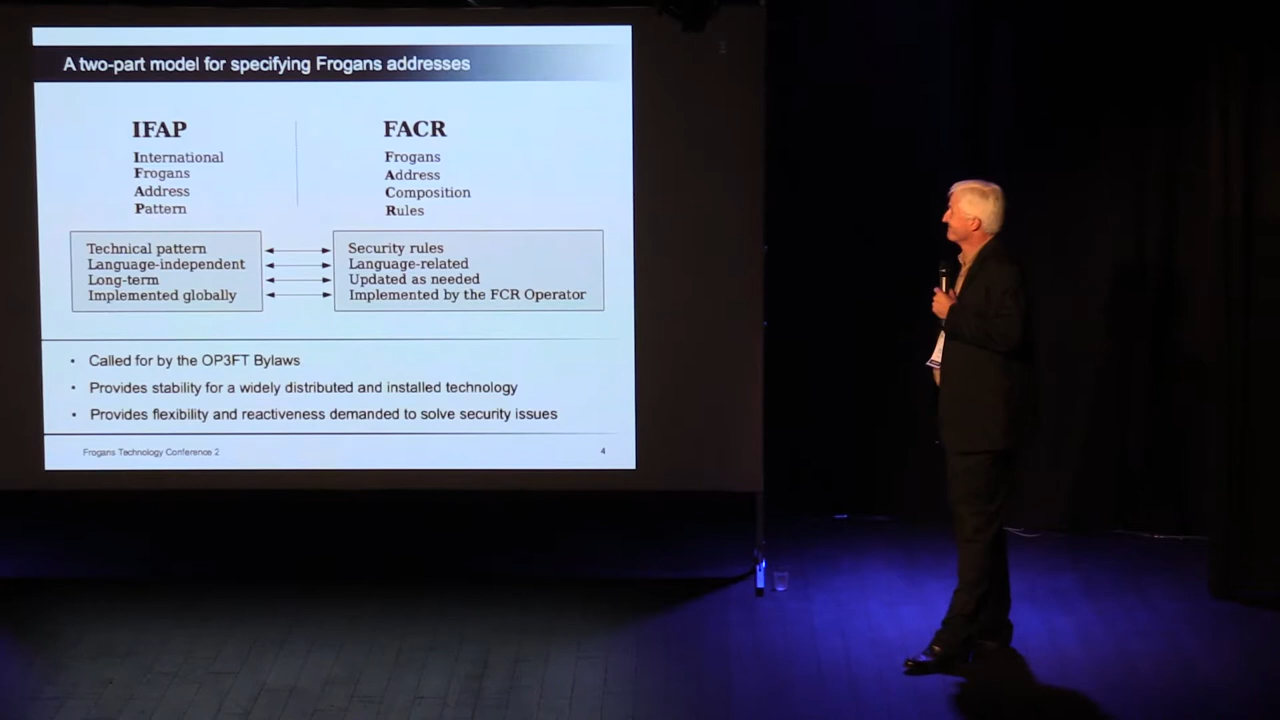 A two-part model for specifying Frogans addresses
IFAP
International
Frogans
Address
Pattern
FACR
Frogans
Address
Composition
Rules
Technical pattern
Language-independent
Long-term
Implemented globally
Security rules
Language-related
Updated as needed
Implemented by the FCR Operator
• Called for by the OP3FT Bylaws
• Provides stability for a widely distributed and installed technology
• Provides flexibility and reactiveness demanded to solve security issues
Frogans Technology Conference 2
4